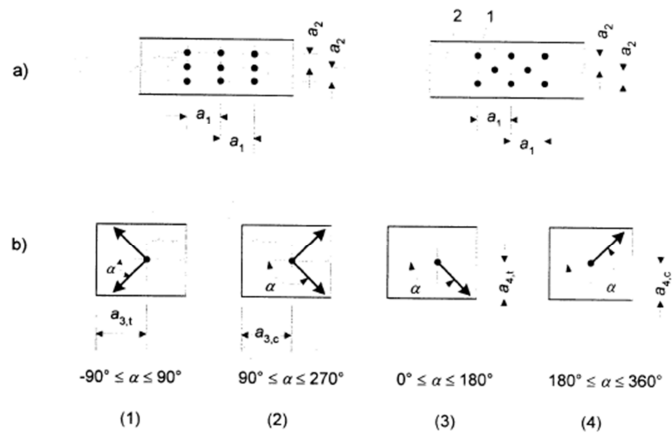 a)
a₂
a₂
a₁
a₁
2 1
a₂
a₂
a₁
a₁
b)
α
a₃,t
-90° ≤ α ≤ 90°
(1)
α
a₃,c
90° ≤ α ≤ 270°
(2)
α
a₄,t
0° ≤ α ≤ 180°
(3)
α
a₄,c
180° ≤ α ≤ 360°
(4)